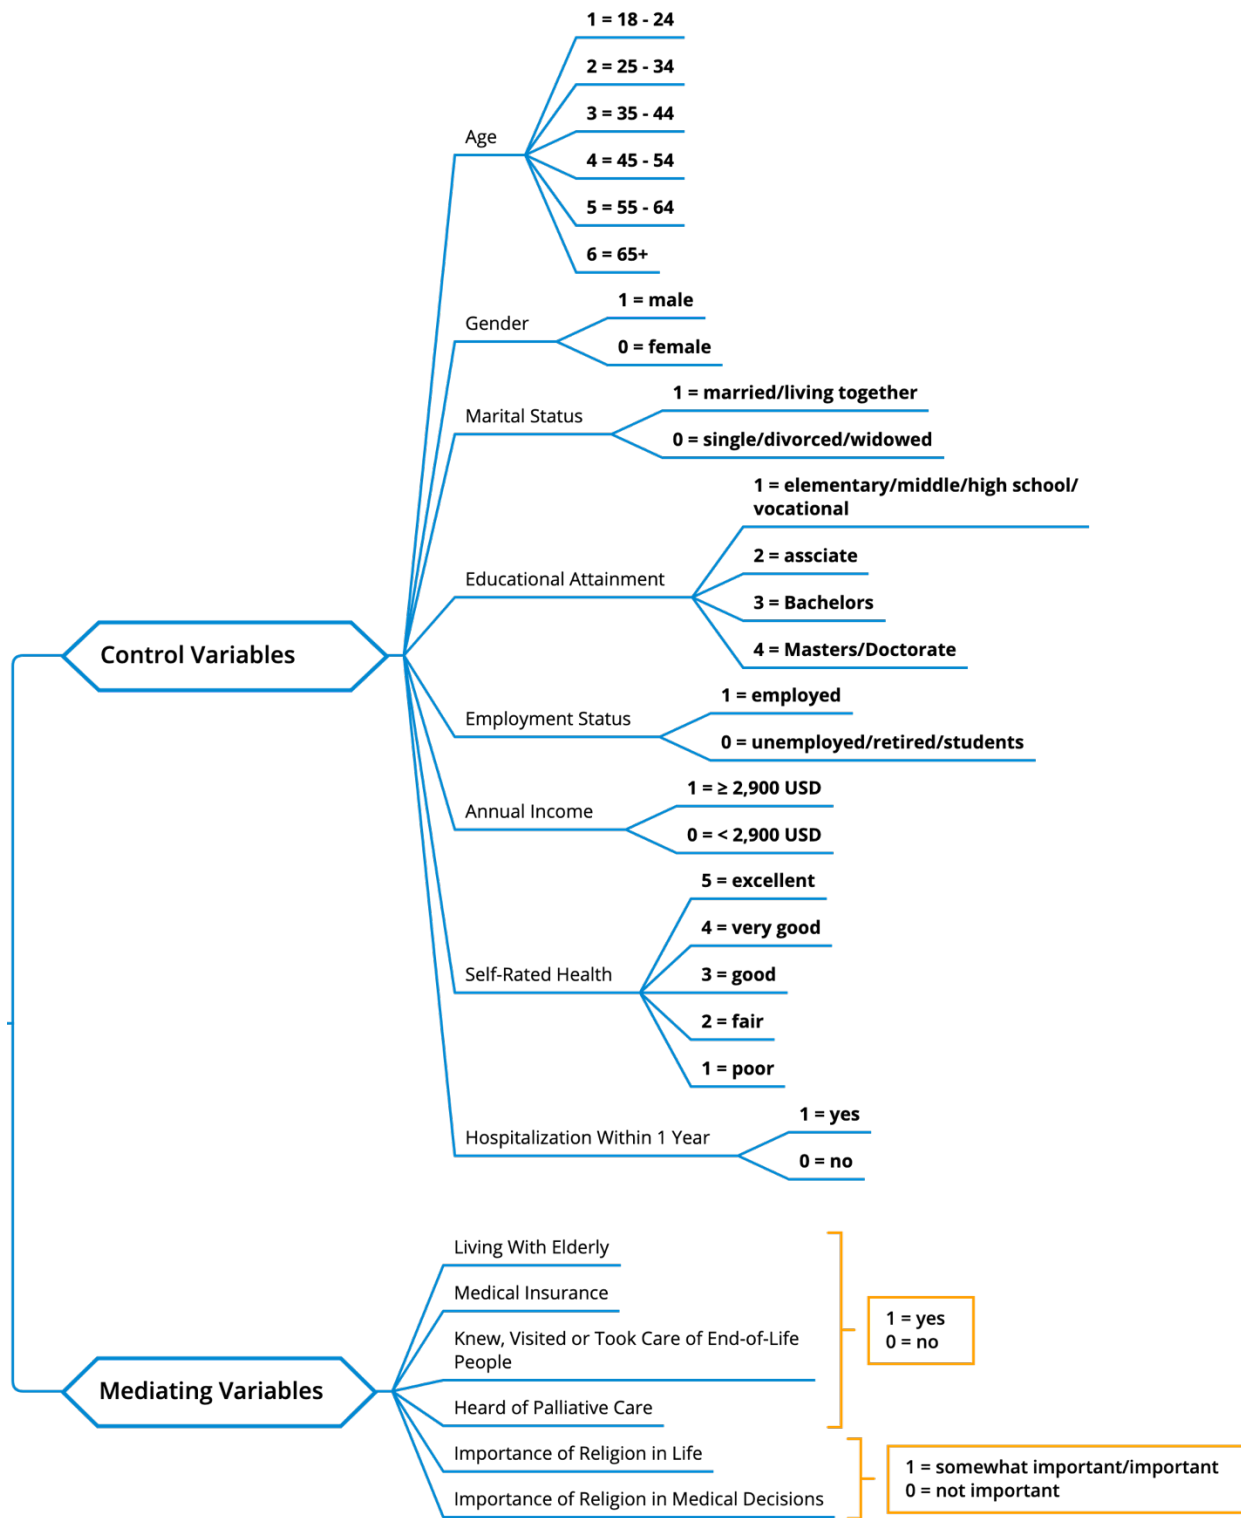 Control Variables
Age
1 = 18 - 24
2 = 25 - 34
3 = 35 - 44
4 = 45 - 54
5 = 55 - 64
6 = 65+
Gender
1 = male
0 = female
Marital Status
1 = married/living together
0 = single/divorced/widowed
Educational Attainment
1 = elementary/middle/high school/
vocational
2 = assciate
3 = Bachelors
4 = Masters/Doctorate
Employment Status
1 = employed
0 = unemployed/retired/students
Annual Income
1 = ≥ 2,900 USD
0 = < 2,900 USD
Self-Rated Health
5 = excellent
4 = very good
3 = good
2 = fair
1 = poor
Hospitalization Within 1 Year
1 = yes
0 = no
Mediating Variables
Living With Elderly
Medical Insurance
Knew, Visited or Took Care of End-of-Life
People
Heard of Palliative Care
1 = yes
0 = no
Importance of Religion in Life
Importance of Religion in Medical Decisions
1 = somewhat important/important
0 = not important